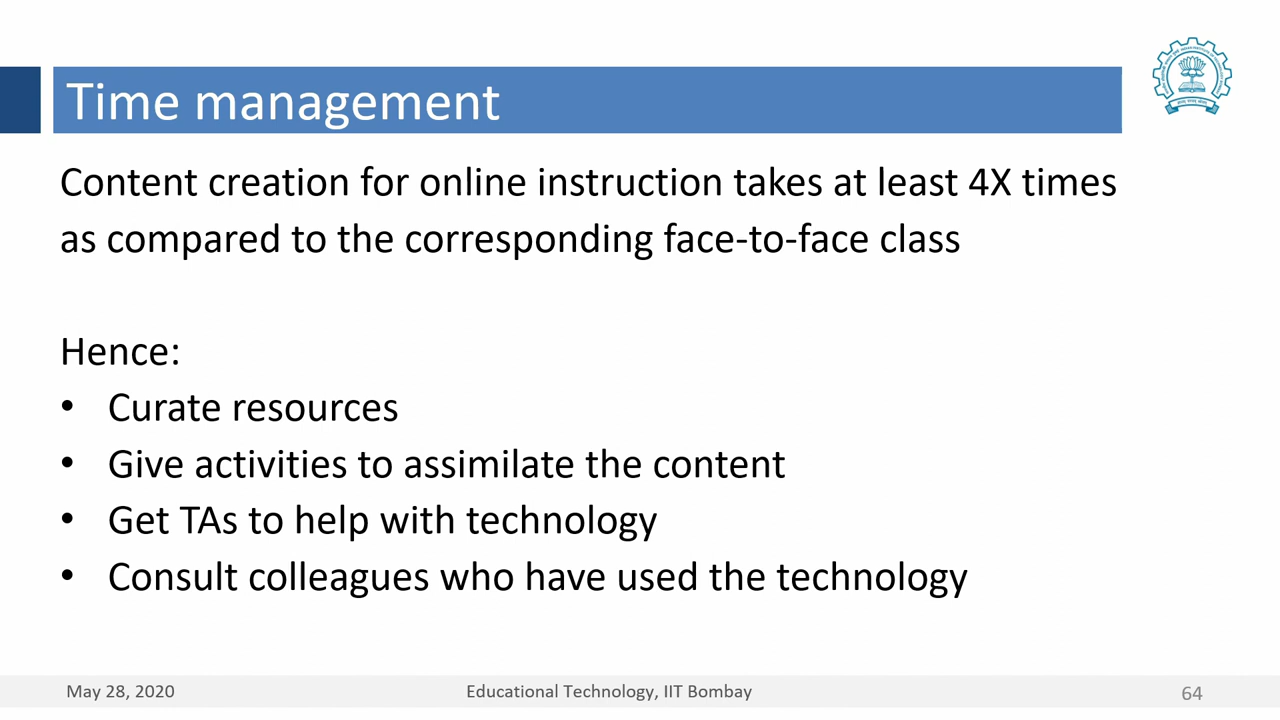 Time management
Content creation for online instruction takes at least 4X times
as compared to the corresponding face-to-face class
Hence:
• Curate resources
• Give activities to assimilate the content
• Get TAs to help with technology
• Consult colleagues who have used the technology
May 28, 2020
Educational Technology, IIT Bombay
64